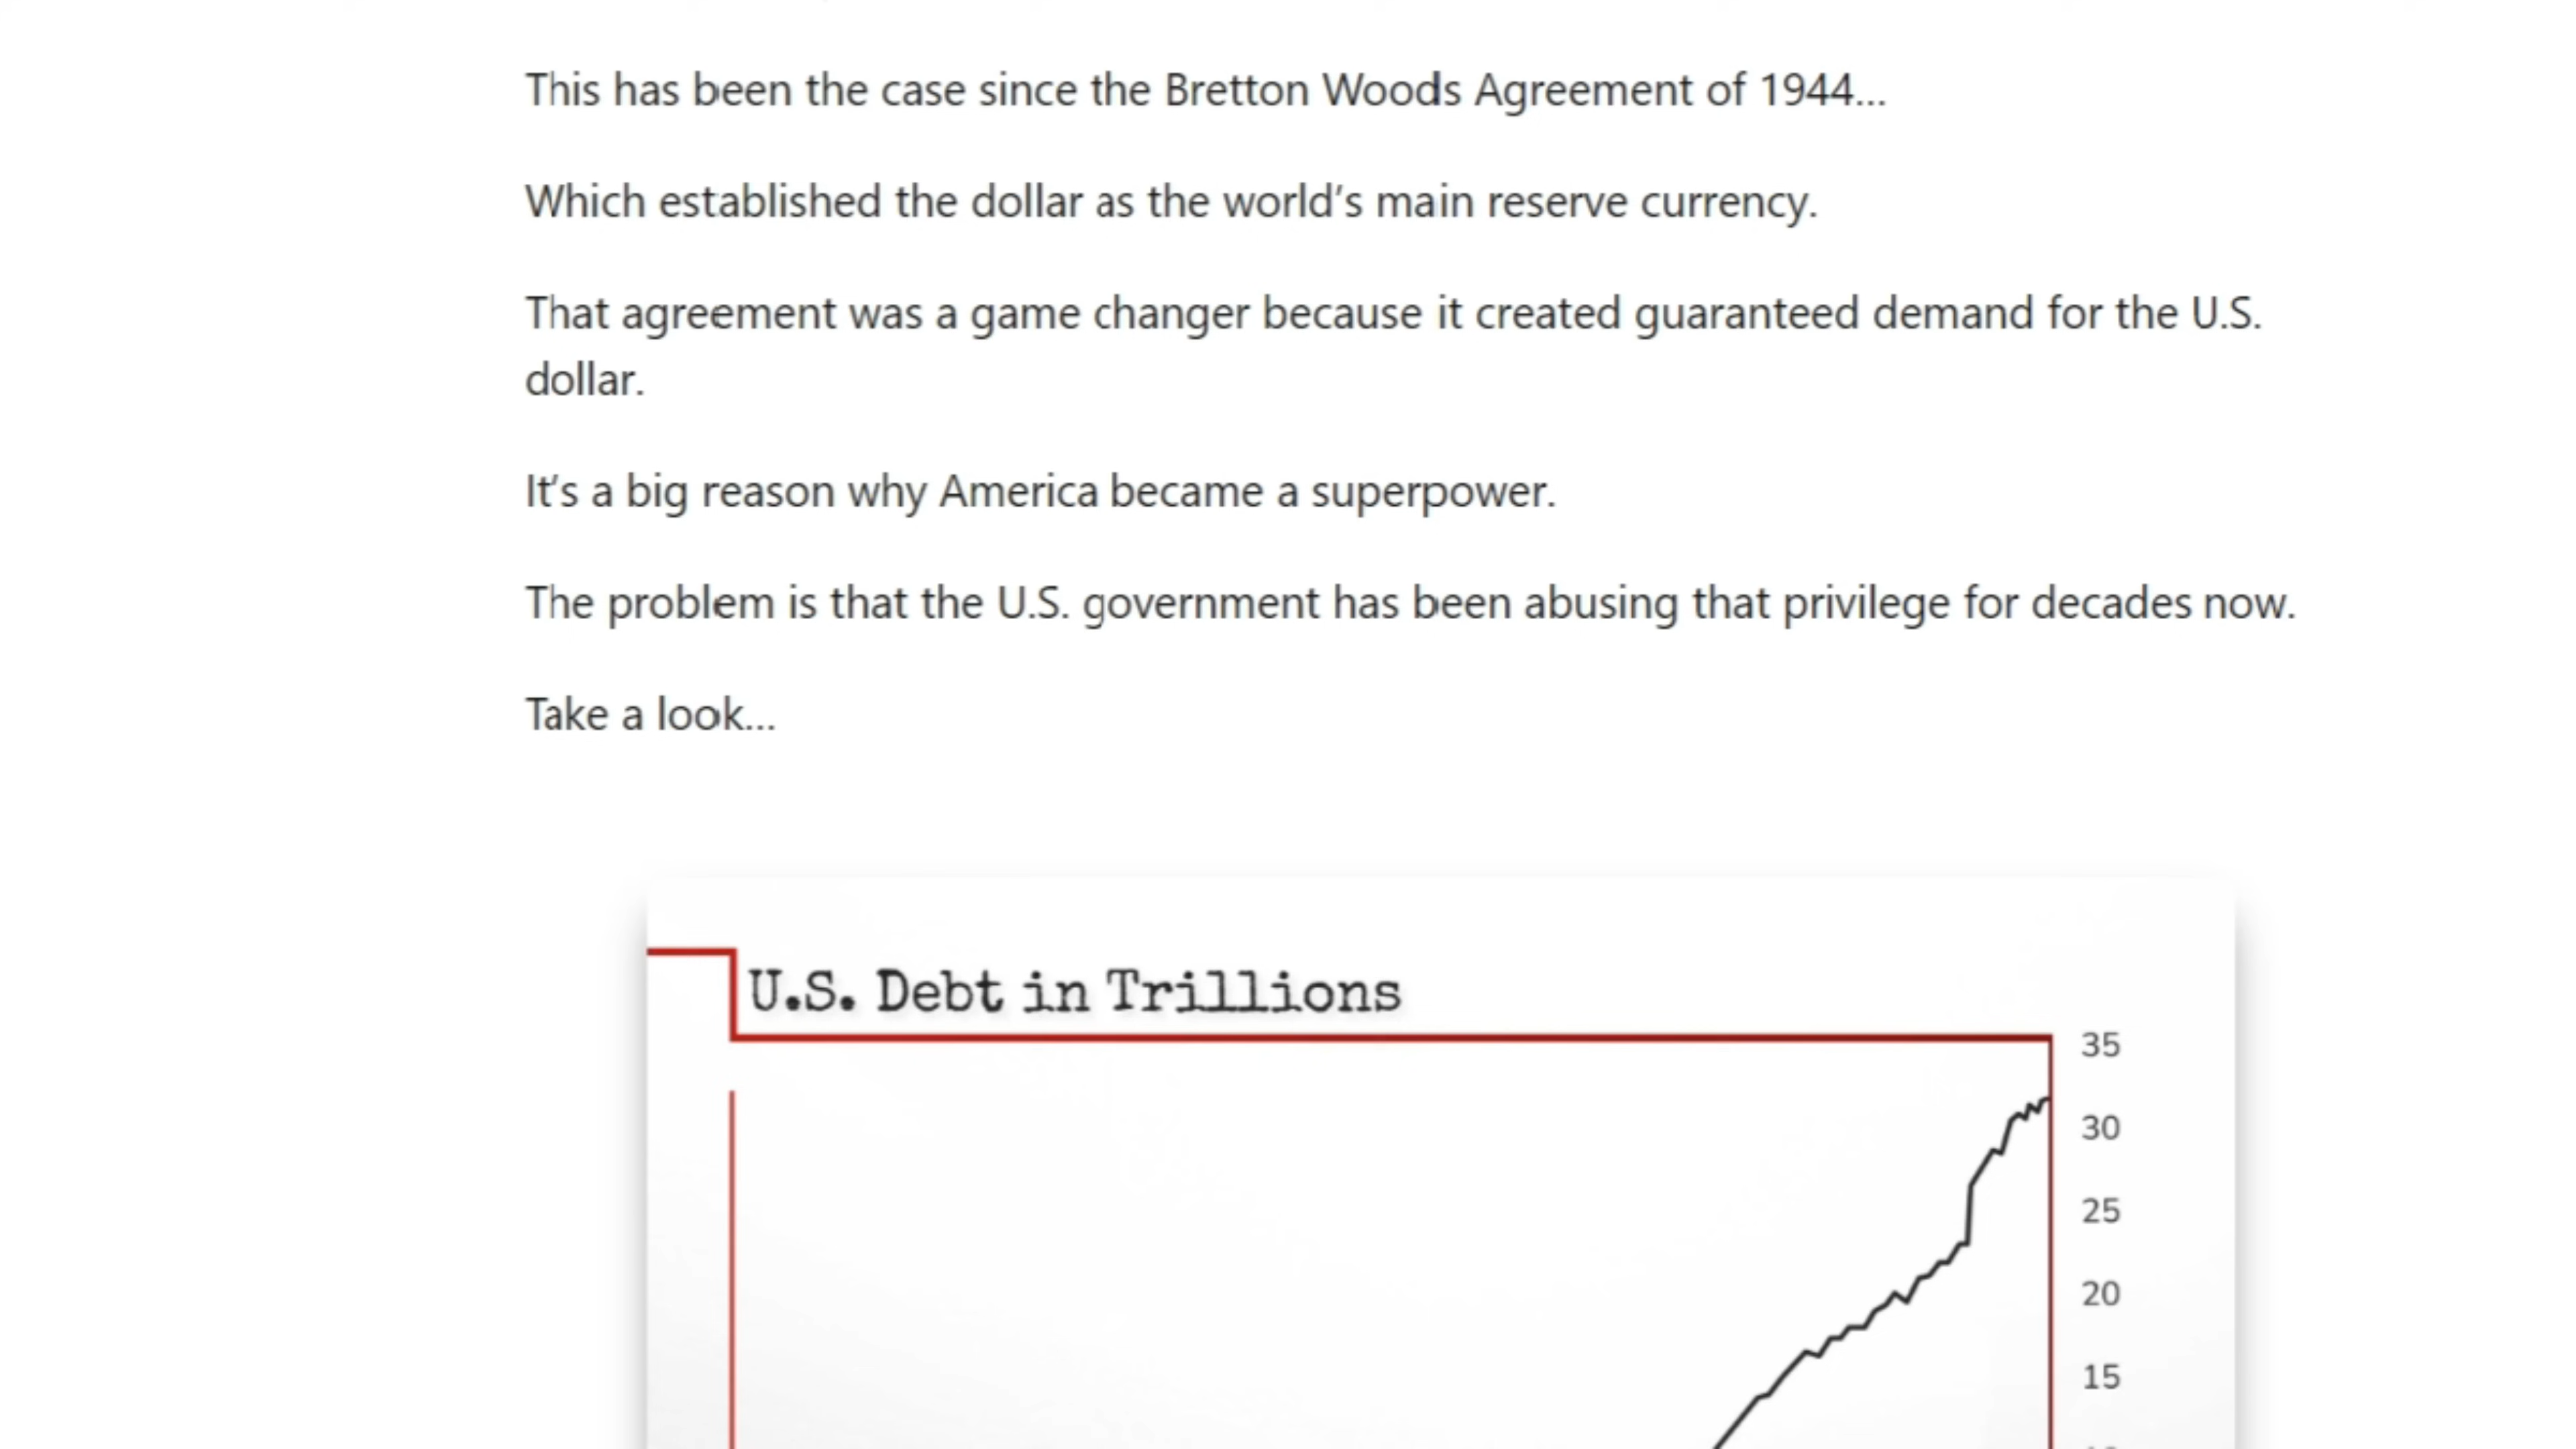 This has been the case since the Bretton Woods Agreement of 1944...
Which established the dollar as the world’s main reserve currency.
That agreement was a game changer because it created guaranteed demand for the U.S.
dollar.
It’s a big reason why America became a superpower.
The problem is that the U.S. government has been abusing that privilege for decades now.
Take a look...
U.S. Debt in Trillions
35
30
25
20
15